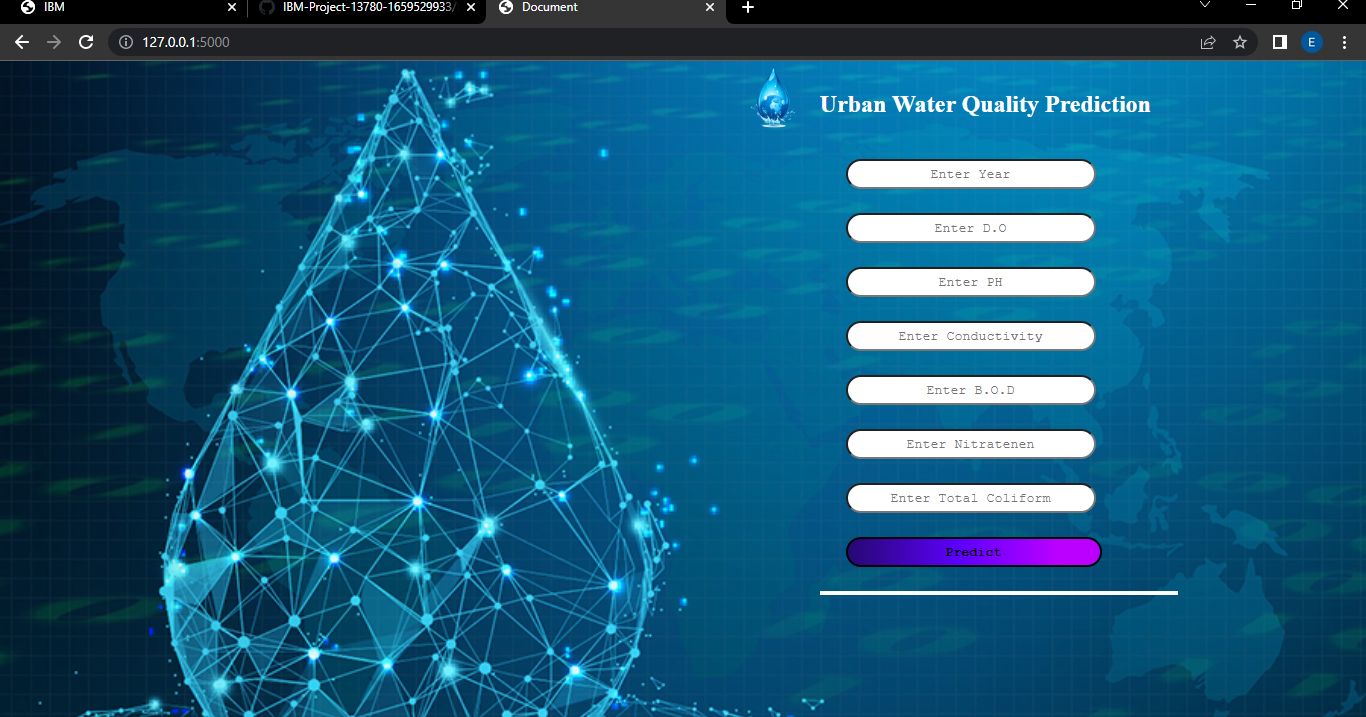 IBM
IBM-Project-13780-1659529933/
Document
127.0.0.1:5000
E
Urban Water Quality Prediction
Enter Year
Enter D.O
Enter PH
Enter Conductivity
Enter B.O.D
Enter Nitratenen
Enter Total Coliform
Predict